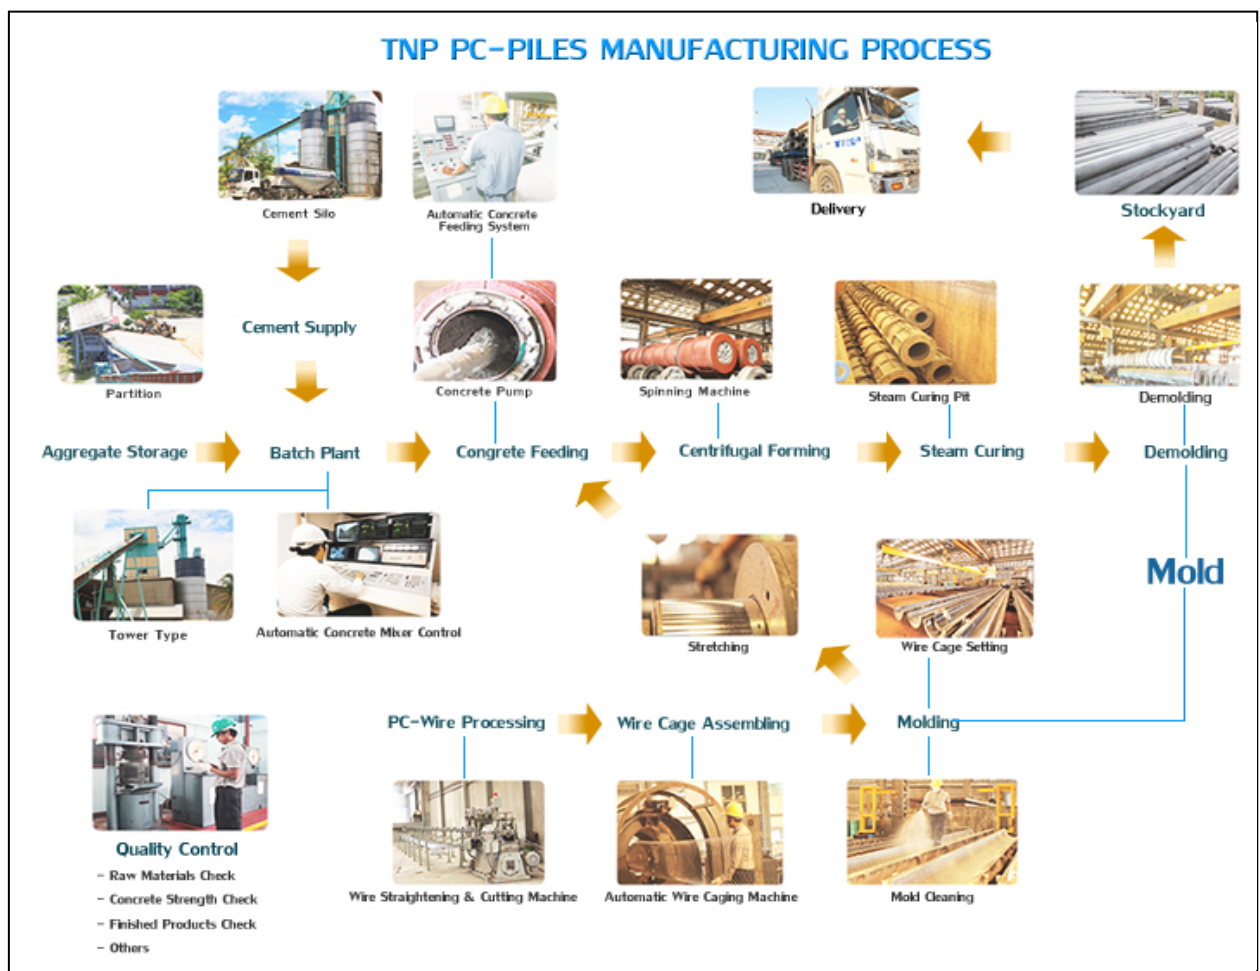 TNP PC-PILES MANUFACTURING PROCESS
Cement Silo
Automatic Concrete
Feeding System
Delivery
Stockyard
Cement Supply
Partition
Concrete Pump
Spinning Machine
Steam Curing Pit
Demolding
Aggregate Storage
Batch Plant
Congrete Feeding
Centrifugal Forming
Steam Curing
Demolding
Mold
Tower Type
Automatic Concrete Mixer Control
Stretching
Wire Cage Setting
PC-Wire Processing
Wire Cage Assembling
Molding
Quality Control
- Raw Materials Check
- Concrete Strength Check
- Finished Products Check
- Others
Wire Straightening & Cutting Machine
Automatic Wire Caging Machine
Mold Cleaning